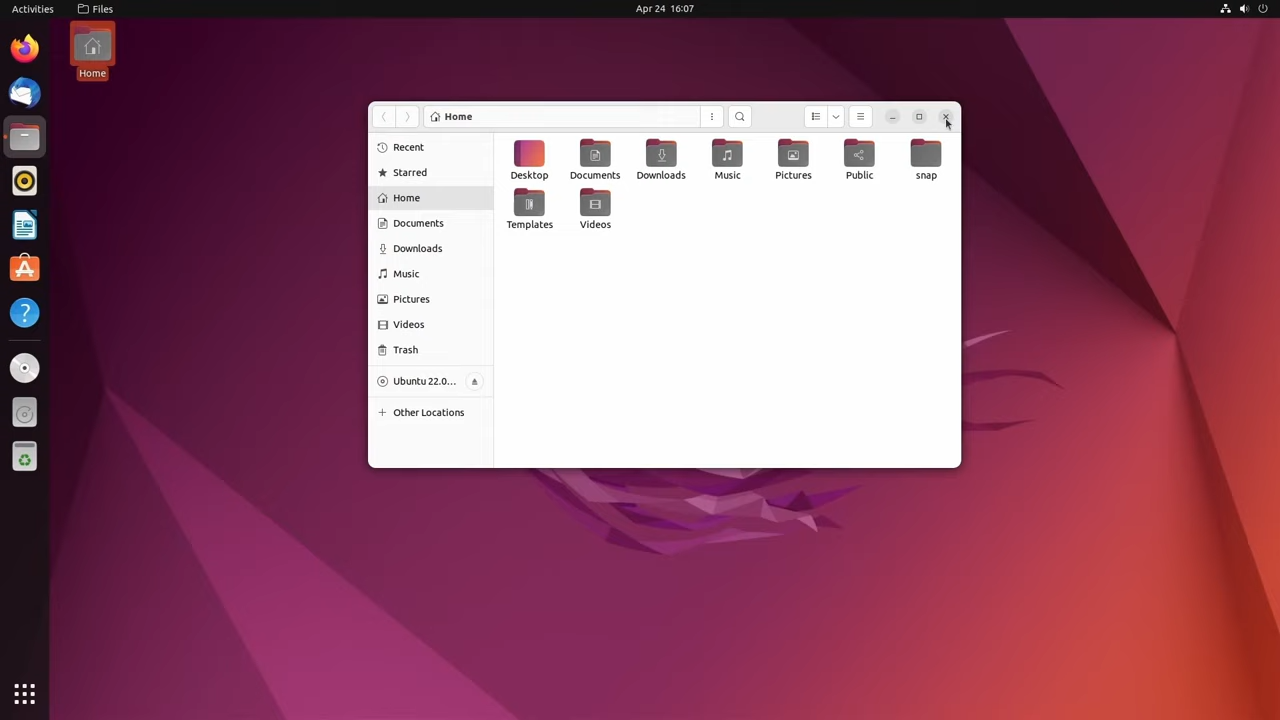 Activities Files Apr 24 16:07
Home
Home
Recent
Starred
Home
Documents
Downloads
Music
Pictures
Videos
Trash
Ubuntu 22.0...
Other Locations
Desktop Documents Downloads Music Pictures Public snap
Templates Videos